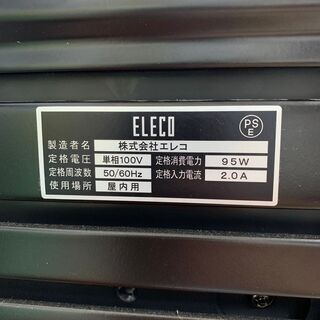 ELECO
PS
E
製造者名 株式会社エレコ
定格電圧 単相100V 定格消費電力 95W
定格周波数 50/60Hz 定格入力電流 2.0A
使用場所 屋内用